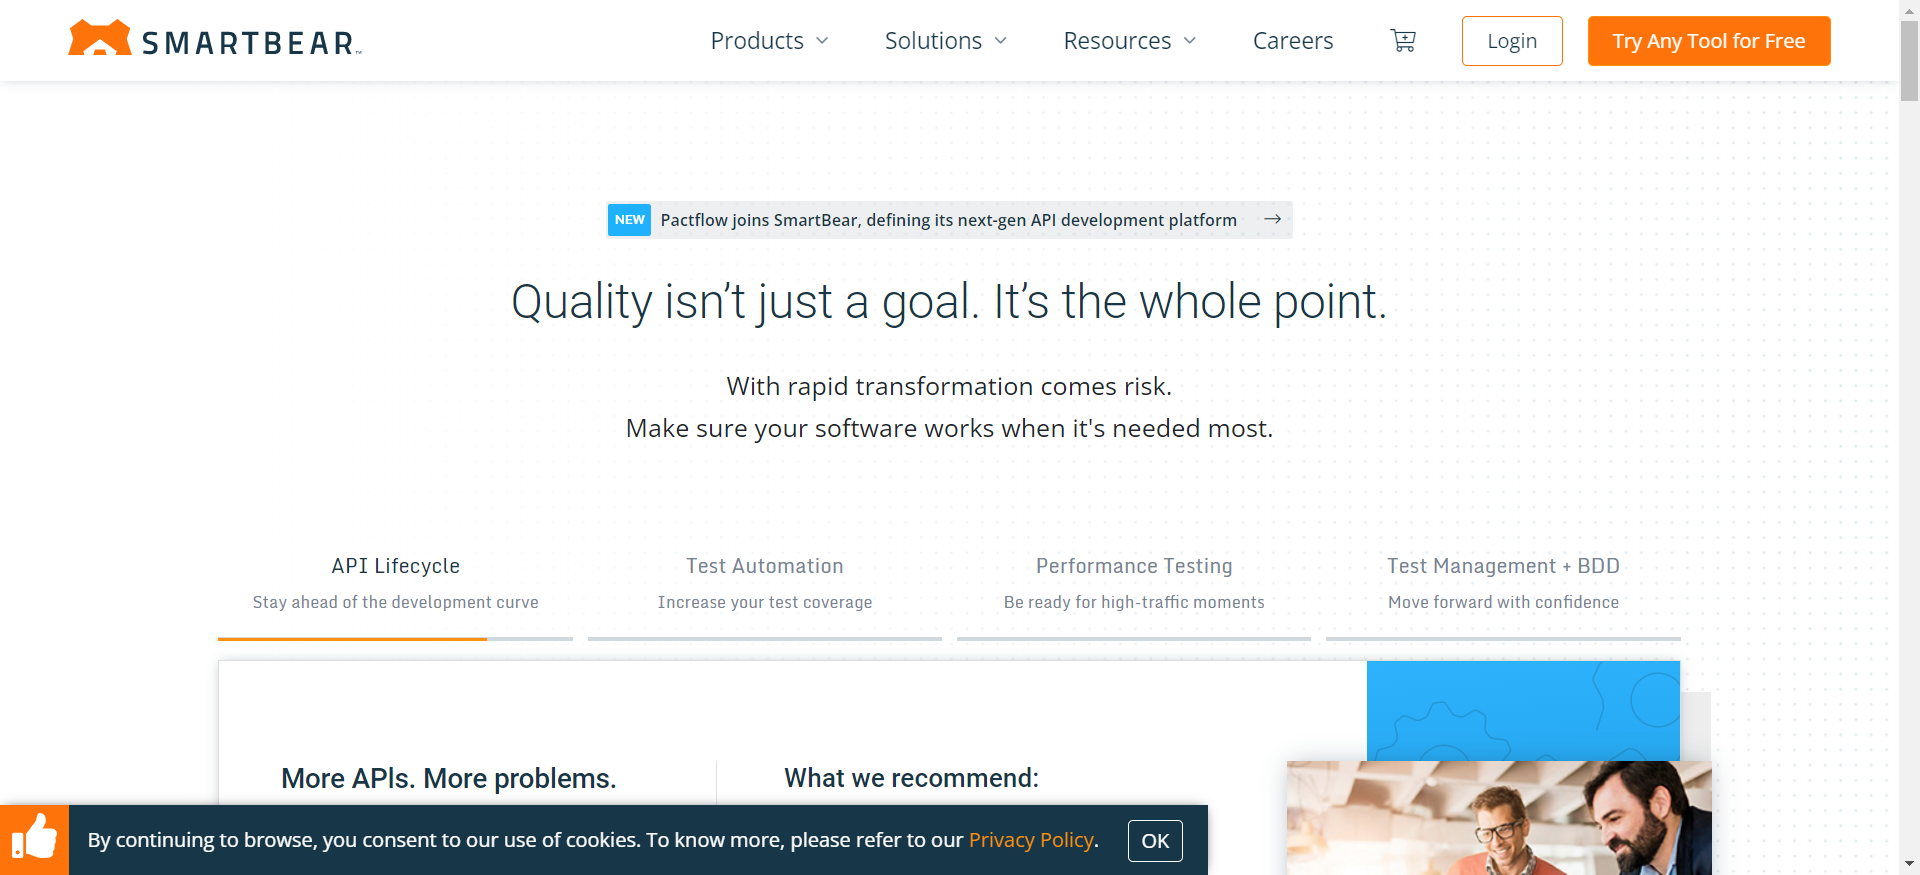 SMARTBEAR™
Products
Solutions
Resources
Careers
Login
Try Any Tool for Free
NEW Pactflow joins SmartBear, defining its next-gen API development platform →
Quality isn’t just a goal. It’s the whole point.
With rapid transformation comes risk.
Make sure your software works when it's needed most.
API Lifecycle
Stay ahead of the development curve
Test Automation
Increase your test coverage
Performance Testing
Be ready for high-traffic moments
Test Management + BDD
Move forward with confidence
More APIs. More problems.
What we recommend:
By continuing to browse, you consent to our use of cookies. To know more, please refer to our Privacy Policy.
OK